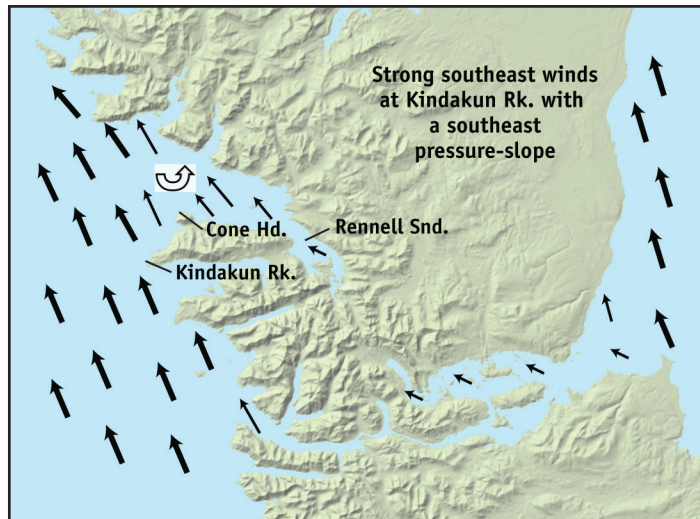 Strong southeast winds
at Kindakun Rk. with
a southeast
pressure-slope
Cone Hd.
Rennell Snd.
Kindakun Rk.